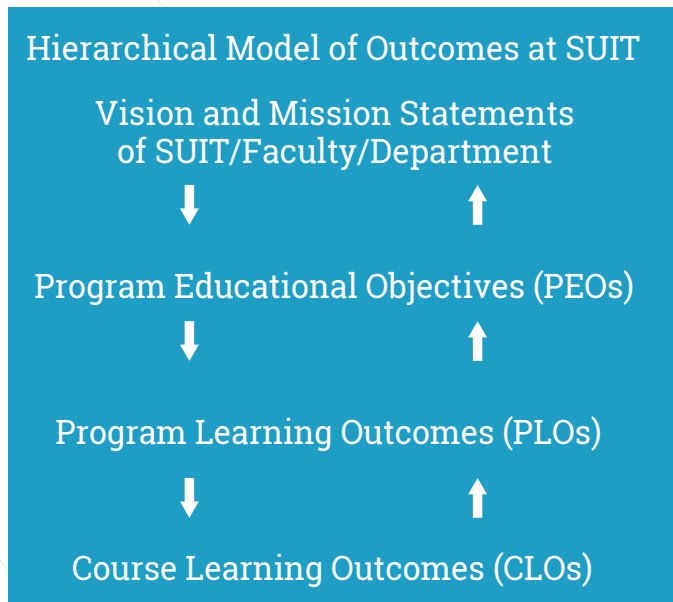 Hierarchical Model of Outcomes at SUIT
Vision and Mission Statements
of SUIT/Faculty/Department
Program Educational Objectives (PEOs)
Program Learning Outcomes (PLOs)
Course Learning Outcomes (CLOs)